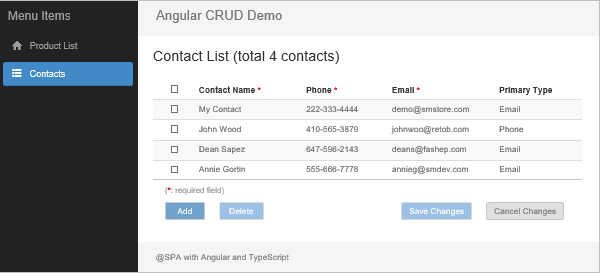 Menu Items
Product List
Contacts
Angular CRUD Demo
Contact List (total 4 contacts)
Contact Name * Phone * Email * Primary Type
My Contact 222-333-4444 demo@smstore.com Email
John Wood 410-565-3879 johnwoo@retob.com Phone
Dean Sapez 647-596-2143 deans@fashep.com Email
Annie Gortin 555-666-7778 annieg@smdev.com Email
(*: required field)
Add Delete Save Changes Cancel Changes
@SPA with Angular and TypeScript